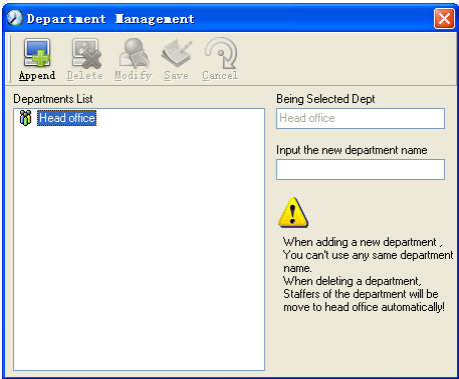 Department Management
Append Delete Modify Save Cancel
Departments List
Head office
Being Selected Dept
Head office
Input the new department name
When adding a new department ,
You can't use any same department
name.
When deleting a department,
Staffers of the department will be
move to head office automatically!